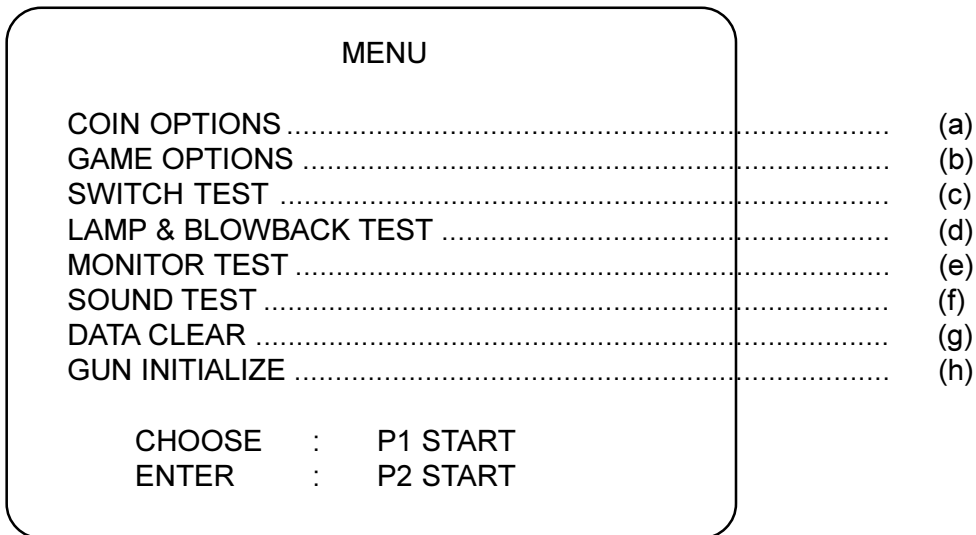 MENU
COIN OPTIONS ........................................................................ (a)
GAME OPTIONS ...................................................................... (b)
SWITCH TEST ......................................................................... (c)
LAMP & BLOWBACK TEST ..................................................... (d)
MONITOR TEST ....................................................................... (e)
SOUND TEST ........................................................................... (f)
DATA CLEAR ............................................................................ (g)
GUN INITIALIZE ....................................................................... (h)
CHOOSE : P1 START
ENTER : P2 START